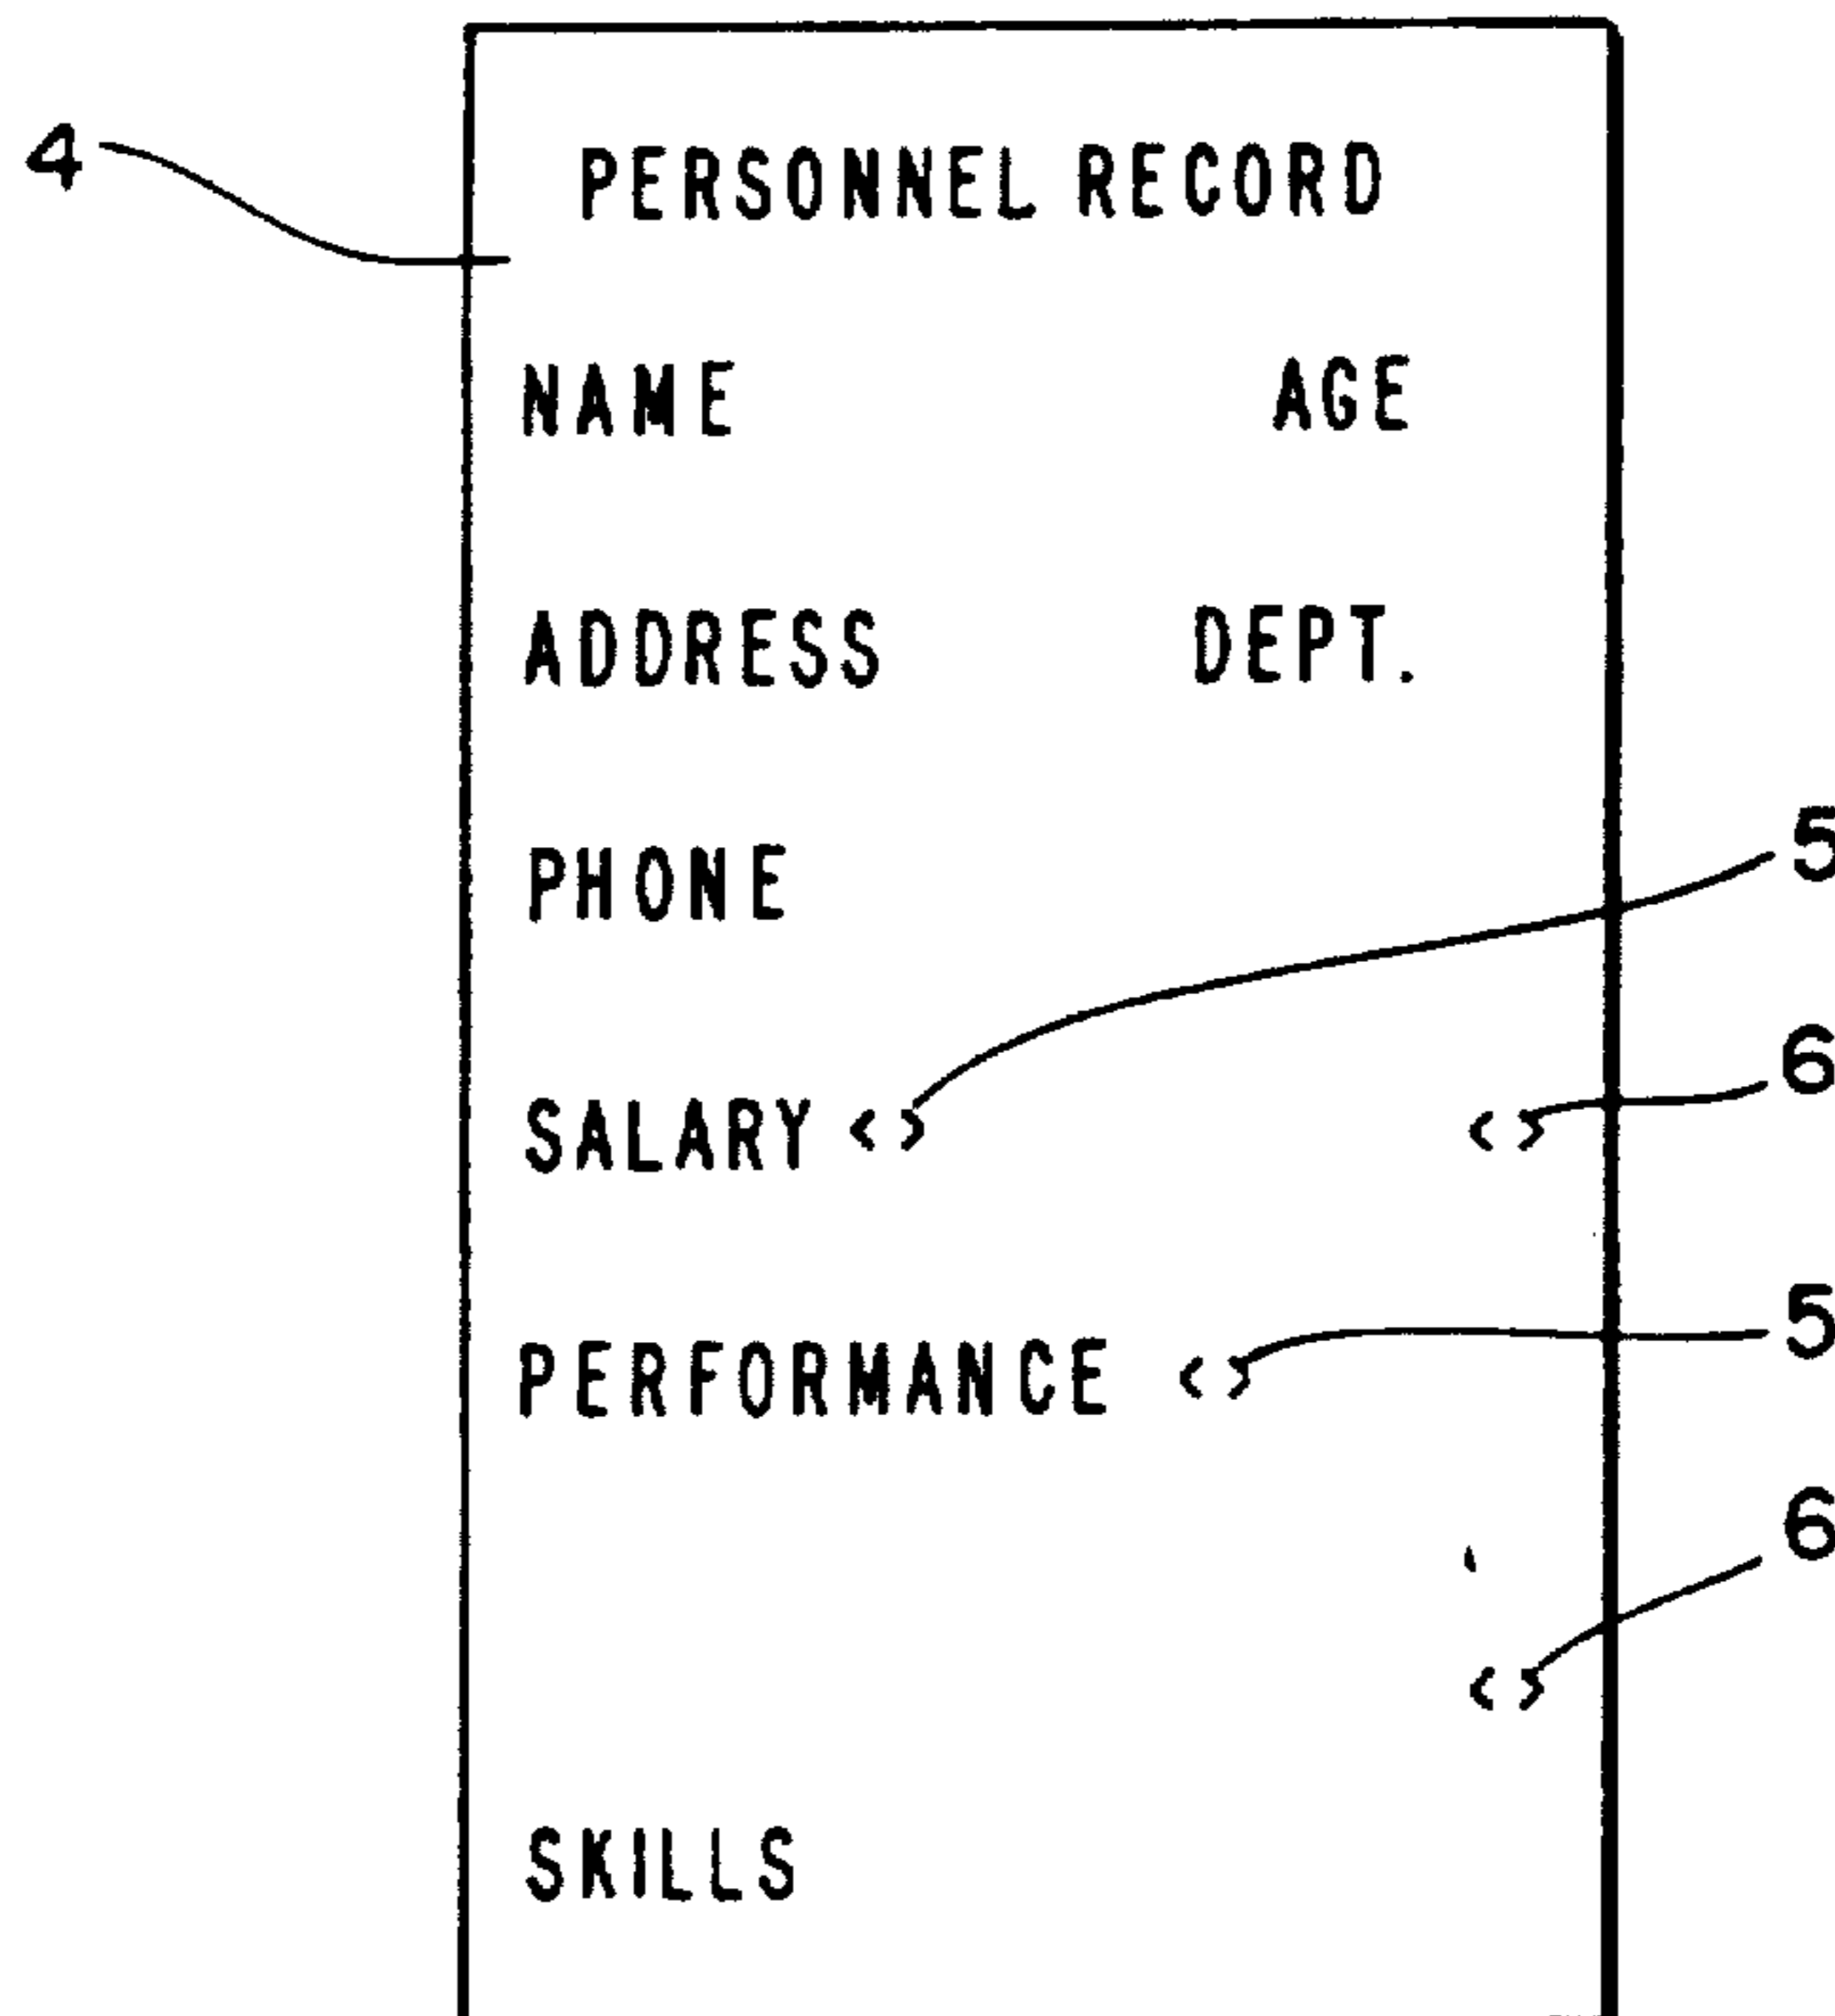 4
PERSONNEL RECORD
NAME AGE
ADDRESS DEPT.
PHONE
5
SALARY < > < > 6
PERFORMANCE < > 5
6
< >
SKILLS